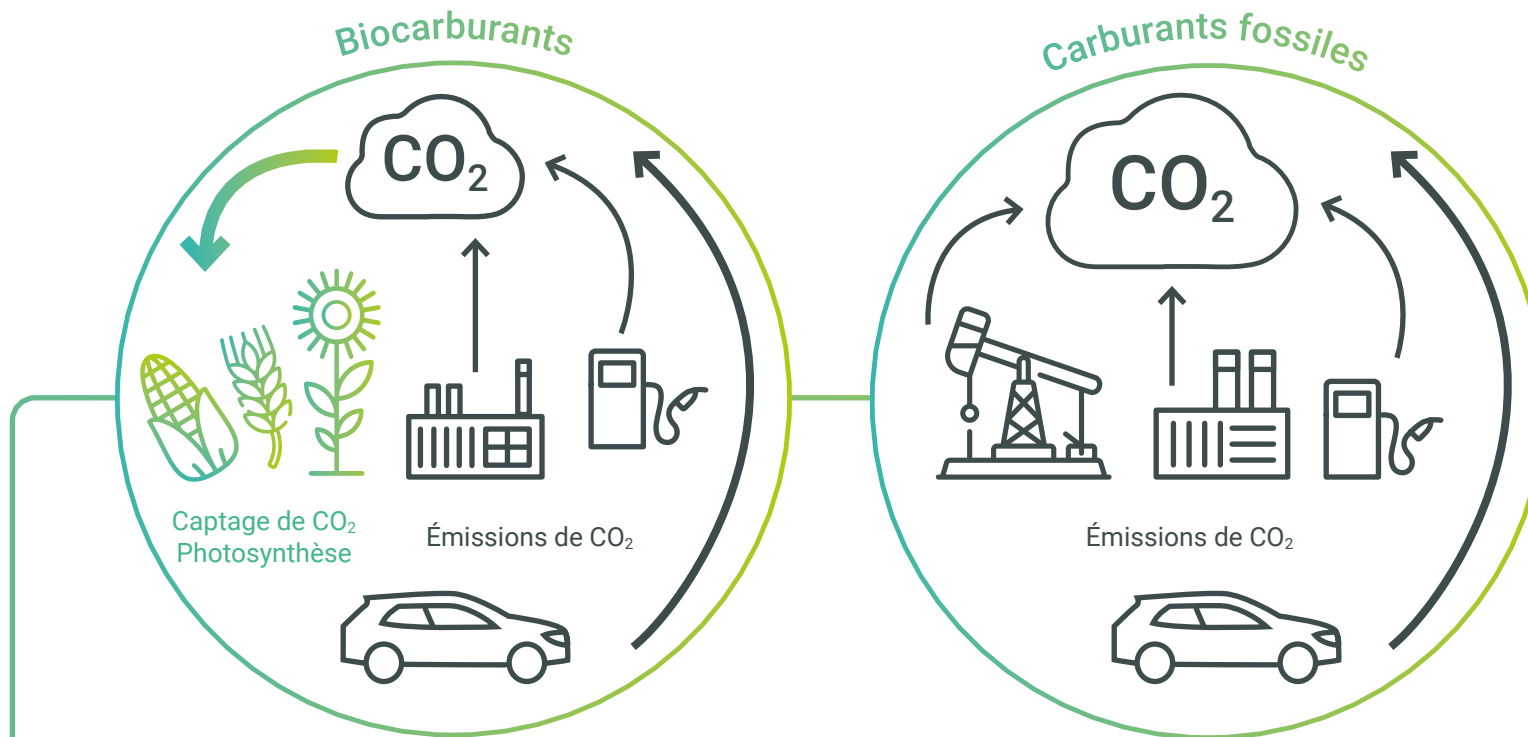 Biocarburants
CO₂
Captage de CO₂
Photosynthèse
Émissions de CO₂
Carburants fossiles
CO₂
Émissions de CO₂